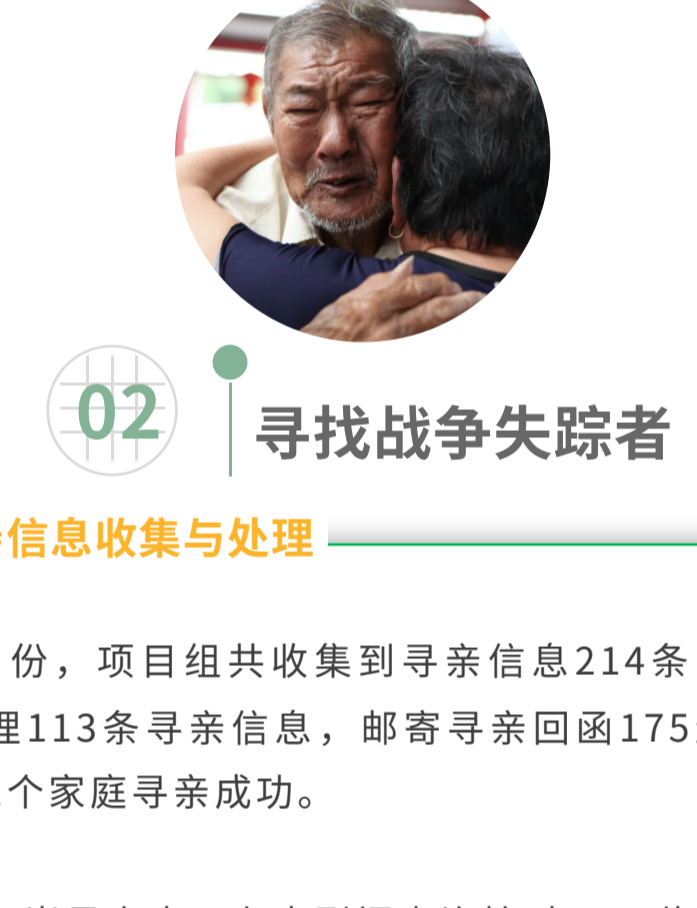 02
寻找战争失踪者
信息收集与处理
份，项目组共收集到寻亲信息214条
理113条寻亲信息，邮寄寻亲回函175
个家庭寻亲成功。